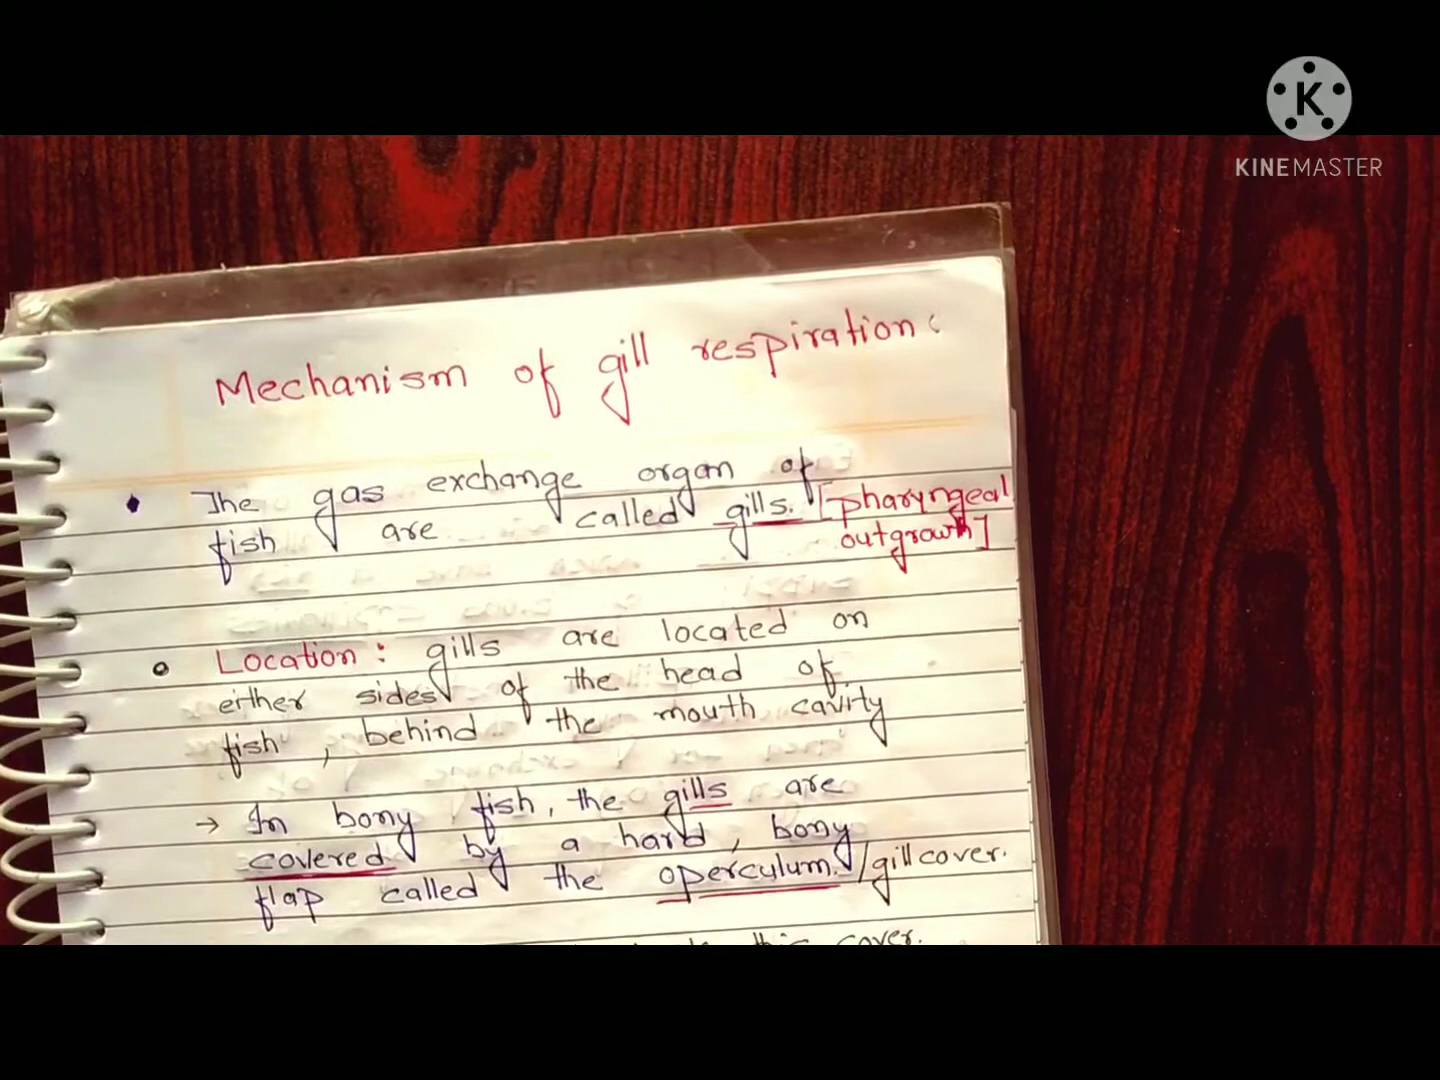 K
KINEMASTER
Mechanism of gill respiration:
The gas exchange organ of
fish are called gills. [pharyngeal
outgrowth]
Location: gills are located on
either sides of the head of
fish, behind the mouth cavity
→ In bony fish, the gills are
covered by a hard, bony
flap called the operculum./gill cover.
this cover.